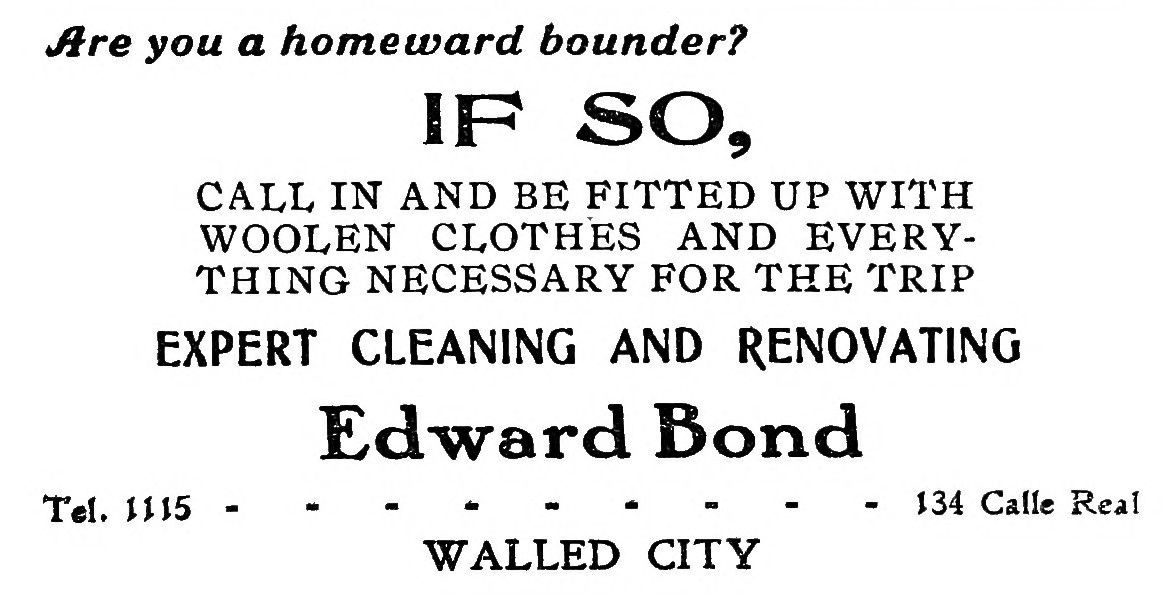 Are you a homeward bounder?
IF SO,
CALL IN AND BE FITTED UP WITH
WOOLEN CLOTHES AND EVERY-
THING NECESSARY FOR THE TRIP
EXPERT CLEANING AND RENOVATING
Edward Bond
Tel. 1115 - - - - - - - - - 134 Calle Real
WALLED CITY